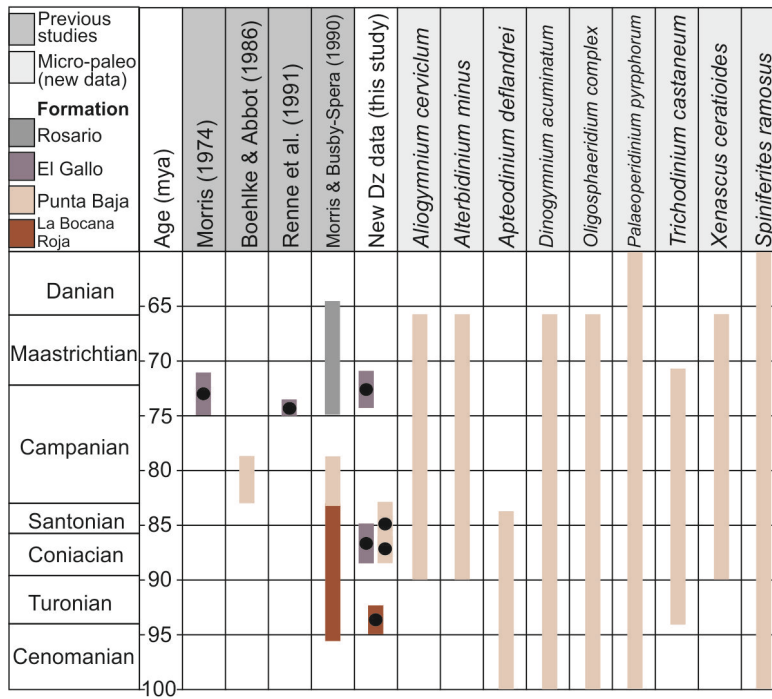 Previous
studies
Micro-paleo
(new data)
Formation
Rosario
El Gallo
Punta Baja
La Bocana
Roja
Age (mya)
Morris (1974)
Boehlke & Abbot (1986)
Renne et al. (1991)
Morris & Busby-Spera (1990)
New Dz data (this study)
Aliogymnium cerviclum
Alterbidinium minus
Apteodinium deflandrei
Dinogymnium acuminatum
Oligosphaeridium complex
Palaeoperidinium pyrpphorum
Trichodinium castaneum
Xenascus ceratioides
Spiniferites ramosus
Danian
Maastrichtian
Campanian
Santonian
Coniacian
Turonian
Cenomanian
65
70
75
80
85
90
95
100